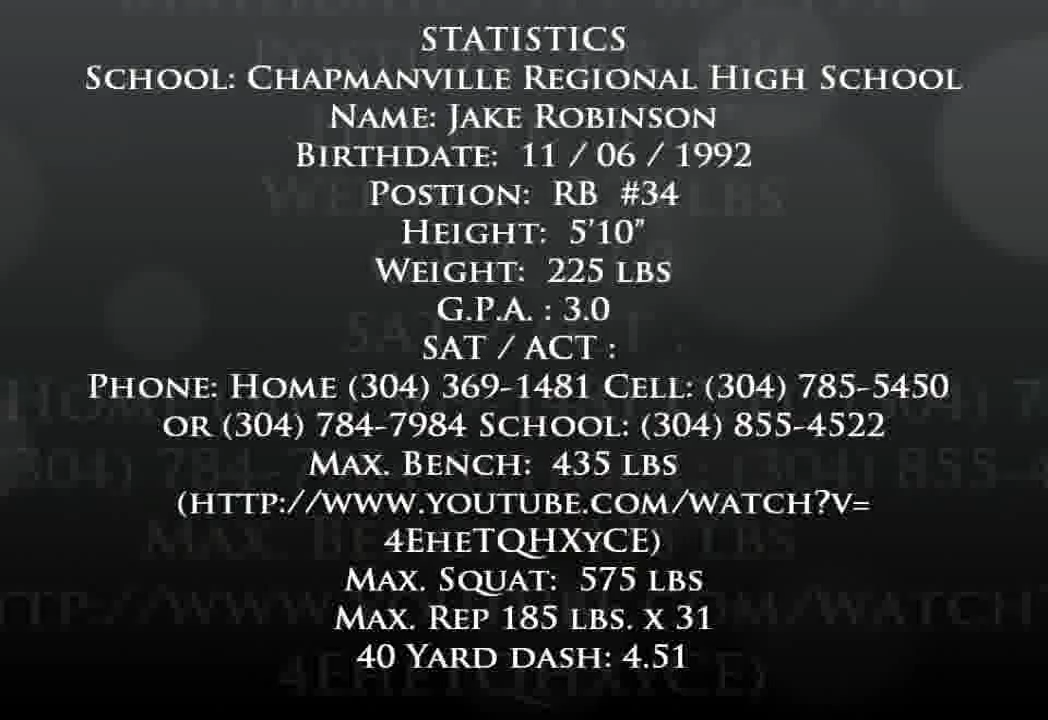 STATISTICS
School: Chapmanville Regional High School
Name: Jake Robinson
Birthdate: 11 / 06 / 1992
Postion: RB #34
Height: 5'10"
Weight: 225 lbs
G.P.A. : 3.0
SAT / ACT :
Phone: Home (304) 369-1481 Cell: (304) 785-5450
or (304) 784-7984 School: (304) 855-4522
Max. Bench: 435 lbs
(http://www.youtube.com/watch?v=
4EheTQHXyCE)
Max. Squat: 575 lbs
Max. Rep 185 lbs. x 31
40 Yard dash: 4.51